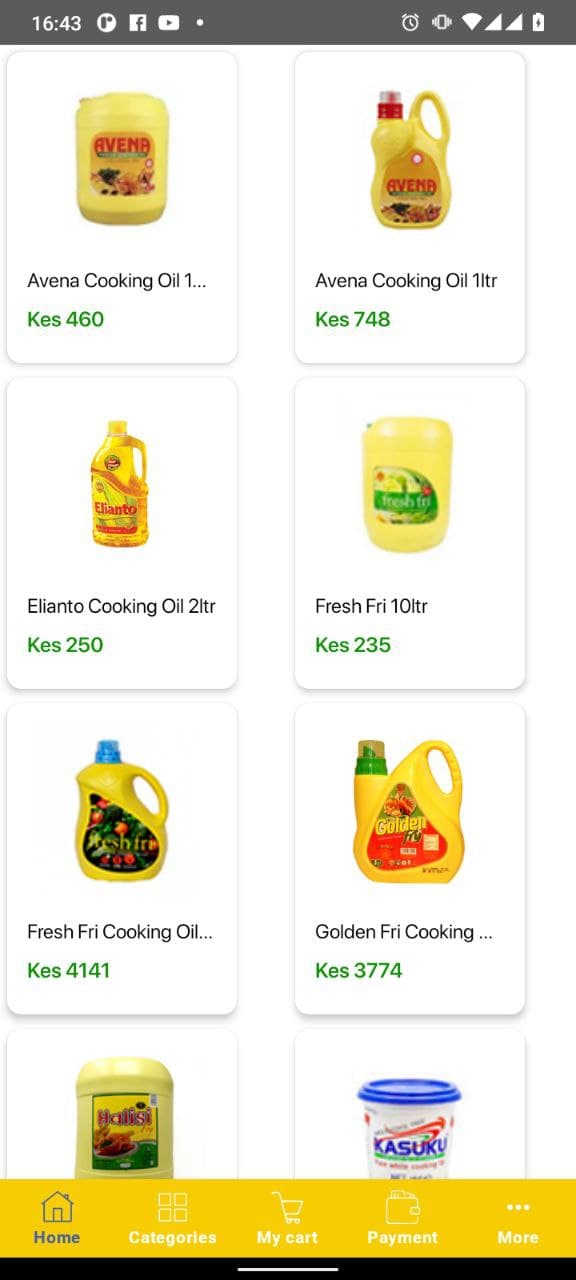 16:43
AVENA
AVENA
Avena Cooking Oil 1...
Avena Cooking Oil 1ltr
Kes 460
Kes 748
Elianto
fresh fri
Elianto Cooking Oil 2ltr
Fresh Fri 10ltr
Kes 250
Kes 235
fresh fri
Golden
Fri
Fresh Fri Cooking Oil...
Golden Fri Cooking ...
Kes 4141
Kes 3774
Halisi
KASUKU
Home
Categories
My cart
Payment
More